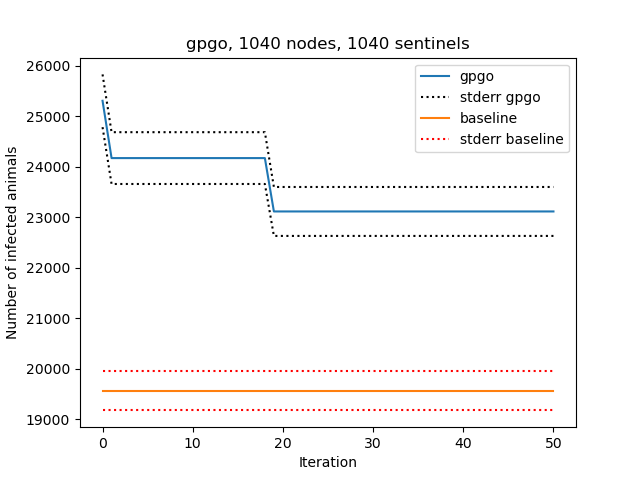 gpgo, 1040 nodes, 1040 sentinels
26000
25000
24000
23000
22000
21000
20000
19000
Number of infected animals
gpgo
stderr gpgo
baseline
stderr baseline
0
10
20
30
40
50
Iteration